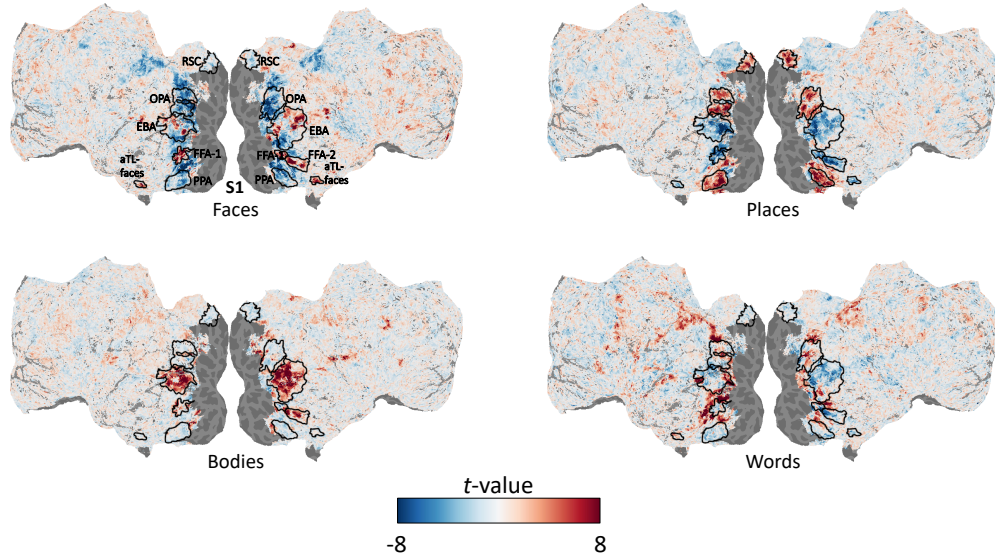 RSC
RSC
OPA
OPA
EBA
EBA
FFA-1
FFA-1
FFA-2
aTL-
faces
aTL-
faces
PPA
PPA
S1
Faces
Places
Bodies
Words
t-value
-8
8